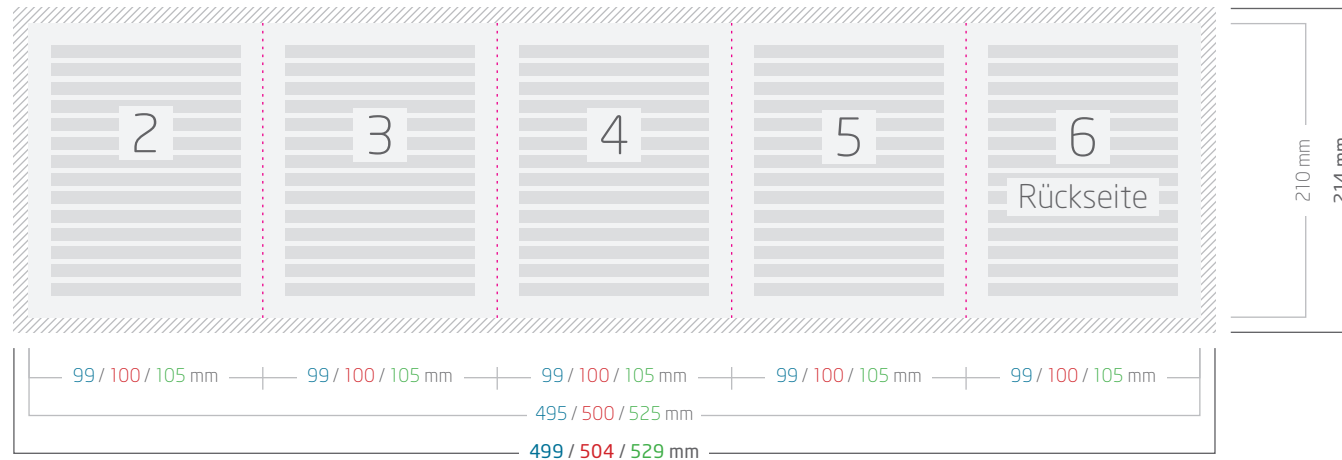 2
3
4
5
6
Rückseite
210 mm
214 mm
99 / 100 / 105 mm
99 / 100 / 105 mm
99 / 100 / 105 mm
99 / 100 / 105 mm
99 / 100 / 105 mm
495 / 500 / 525 mm
499 / 504 / 529 mm